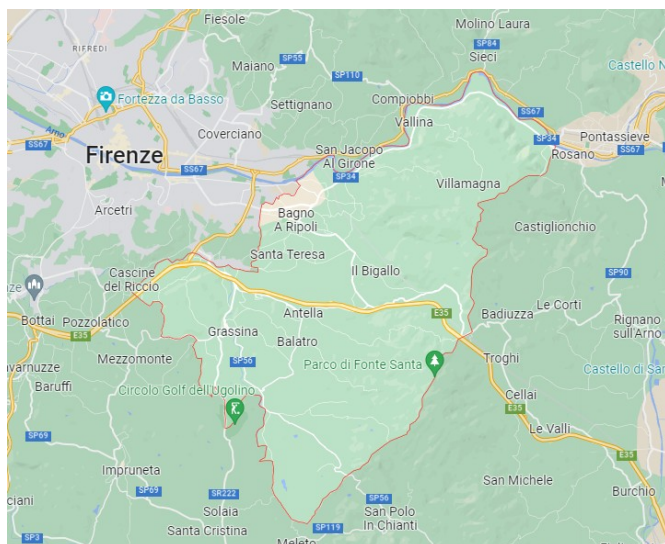 Fiesole
Molino Laura
SP84
Sieci
RIFREDI
SP55
Maiano
SP110
Castello N
Fortezza da Basso
Settignano
Compiobbi
Vallina
SS67
Coverciano
Arno
SS67
Firenze
SS67
San Jacopo
Al Girone
SP34
SP34
Pontassieve
SS67
Rosano
Villamagna
Arcetri
Bagno
A Ripoli
Castiglionchio
Santa Teresa
Cascine
del Riccio
Il Bigallo
SP90
ze
Bottai
Pozzolatico
E35
Antella
E35
Badiuzza
Le Corti
Rignano
sull'Arno
Grassina
Balatro
Mezzomonte
SP56
Parco di Fonte Santa
Troghi
avarnuzze
Baruffi
Circolo Golf dell'Ugolino
Castello di Sa
Cellai
E35
Le Valli
SP69
Impruneta
SP69
San Michele
Burchio
ciani
SR222
SP56
Solaia
San Polo
In Chianti
SP3
Santa Cristina
SP119
Meleto